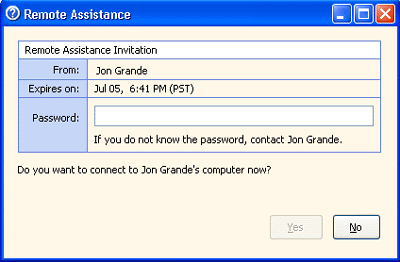 Remote Assistance
Remote Assistance Invitation
From: Jon Grande
Expires on: Jul 05, 6:41 PM (PST)
Password:
If you do not know the password, contact Jon Grande.
Do you want to connect to Jon Grande's computer now?
Yes No